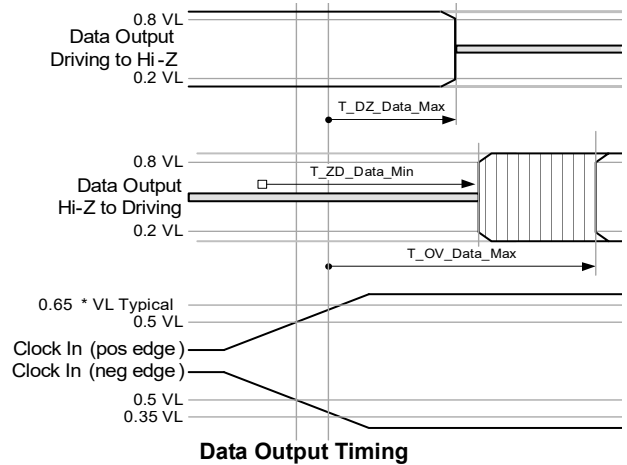 0.8 VL
Data Output
Driving to Hi-Z
0.2 VL
T_DZ_Data_Max
0.8 VL
T_ZD_Data_Min
Data Output
Hi-Z to Driving
0.2 VL
T_OV_Data_Max
0.65 * VL Typical
0.5 VL
Clock In (pos edge)
Clock In (neg edge)
0.5 VL
0.35 VL
Data Output Timing